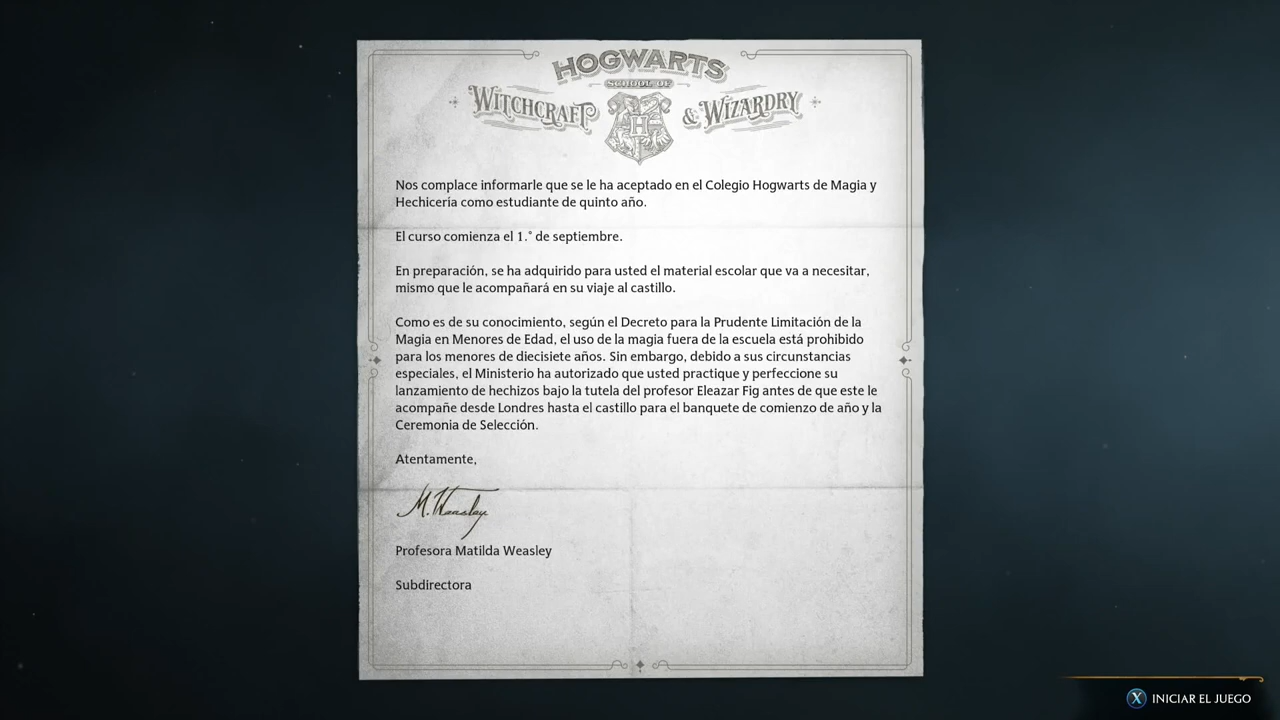 HOGWARTS
SCHOOL OF
WITCHCRAFT & WIZARDRY
H
Nos complace informarle que se le ha aceptado en el Colegio Hogwarts de Magia y
Hechicería como estudiante de quinto año.
El curso comienza el 1.° de septiembre.
En preparación, se ha adquirido para usted el material escolar que va a necesitar,
mismo que le acompañará en su viaje al castillo.
Como es de su conocimiento, según el Decreto para la Prudente Limitación de la
Magia en Menores de Edad, el uso de la magia fuera de la escuela está prohibido
para los menores de diecisiete años. Sin embargo, debido a sus circunstancias
especiales, el Ministerio ha autorizado que usted practique y perfeccione su
lanzamiento de hechizos bajo la tutela del profesor Eleazar Fig antes de que este le
acompañe desde Londres hasta el castillo para el banquete de comienzo de año y la
Ceremonia de Selección.
Atentamente,
M. Weasley
Profesora Matilda Weasley
Subdirectora
X INICIAR EL JUEGO